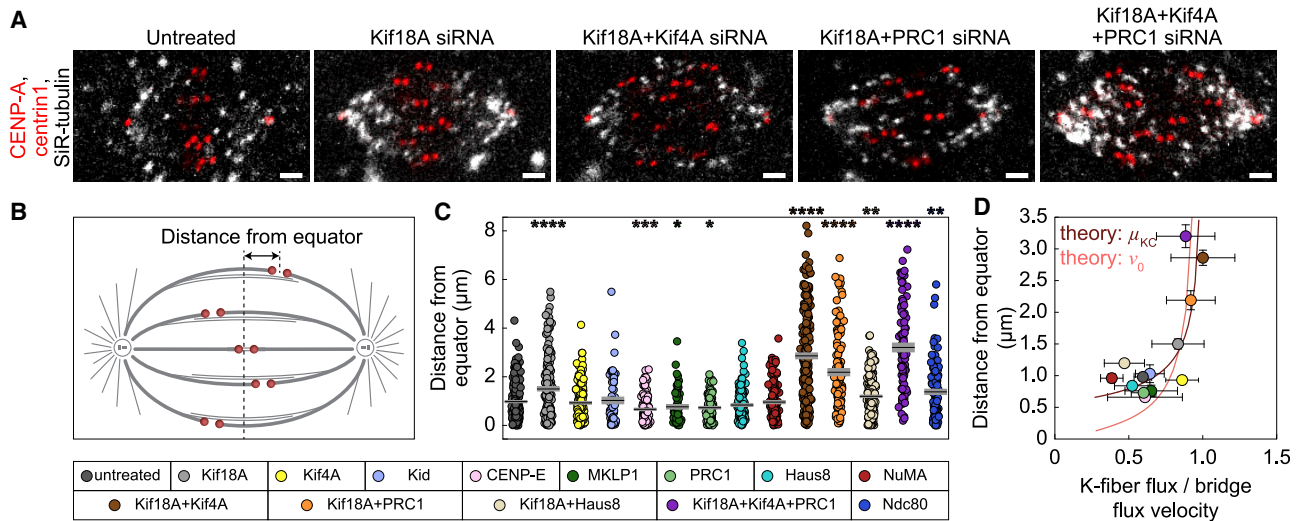 A
Untreated
Kif18A siRNA
Kif18A+Kif4A siRNA
Kif18A+PRC1 siRNA
Kif18A+Kif4A
+PRC1 siRNA
CENP-A,
centrin1,
SiR-tubulin
B
Distance from equator
C
Distance from
equator (µm)
8
6
4
2
0
****
*** 
*
*
****
****
**
****
**
D
Distance from equator
(µm)
3.5
3.0
2.5
2.0
1.5
1.0
0.5
0
theory: μKC
theory: ν0
0
0.5
1.0
1.5
K-fiber flux / bridge
flux velocity
untreated
Kif18A
Kif4A
Kid
CENP-E
MKLP1
PRC1
Haus8
NuMA
Kif18A+Kif4A
Kif18A+PRC1
Kif18A+Haus8
Kif18A+Kif4A+PRC1
Ndc80